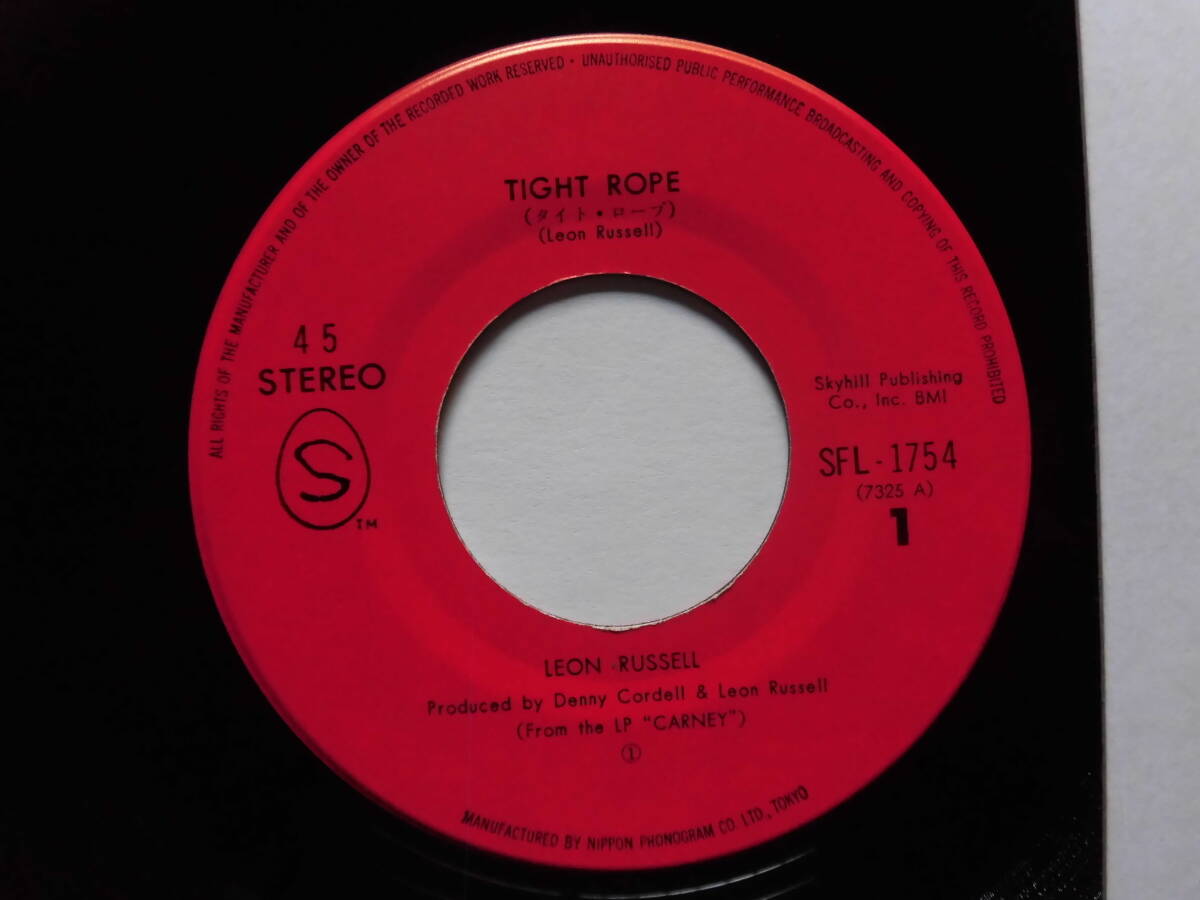 ALL RIGHTS OF THE MANUFACTURER AND OF THE OWNER OF THE RECORDED WORK RESERVED · UNAUTHORISED PUBLIC PERFORMANCE BROADCASTING AND COPYING OF THIS RECORD PROHIBITED
TIGHT ROPE
(タイト・ロープ)
(Leon Russell)
45
STEREO
S
TM
Skyhill Publishing
Co., Inc. BMI
SFL-1754
(7325 A)
1
LEON RUSSELL
Produced by Denny Cordell & Leon Russell
(From the LP "CARNEY")
①
MANUFACTURED BY NIPPON PHONOGRAM CO. LTD., TOKYO